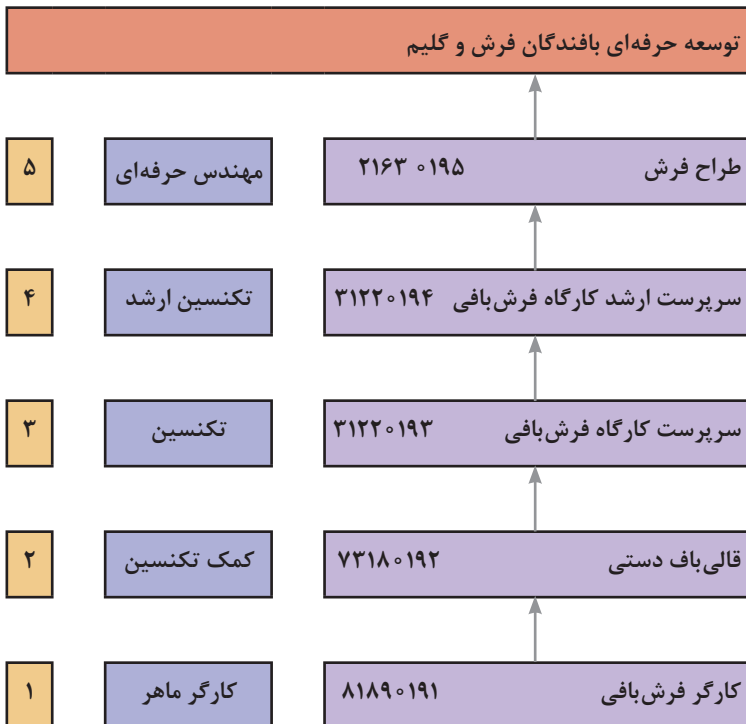 توسعه حرفه‌ای بافندگان فرش و گلیم
طراح فرش ۲۱۶۳ ۰۱۹۵ مهندس حرفه‌ای ۵
سرپرست ارشد کارگاه فرش‌بافی ۳۱۲۲۰۱۹۴ تکنسین ارشد ۴
سرپرست کارگاه فرش‌بافی ۳۱۲۲۰۱۹۳ تکنسین ۳
قالی‌باف دستی ۷۳۱۸۰۱۹۲ کمک تکنسین ۲
کارگر فرش‌بافی ۸۱۸۹۰۱۹۱ کارگر ماهر ۱